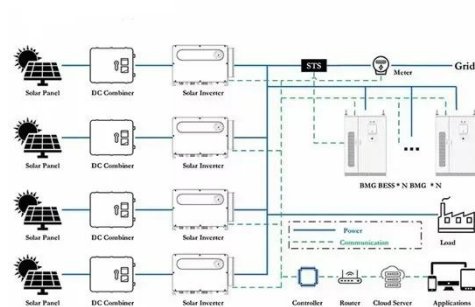 STS
Meter
Grid
Solar Panel DC Combiner Solar Inverter
Solar Panel DC Combiner Solar Inverter
BMG BESS * N BMG * N
Solar Panel DC Combiner Solar Inverter
Power
Communication
Load
Solar Panel DC Combiner Solar Inverter
Controller Router Cloud Server Applications